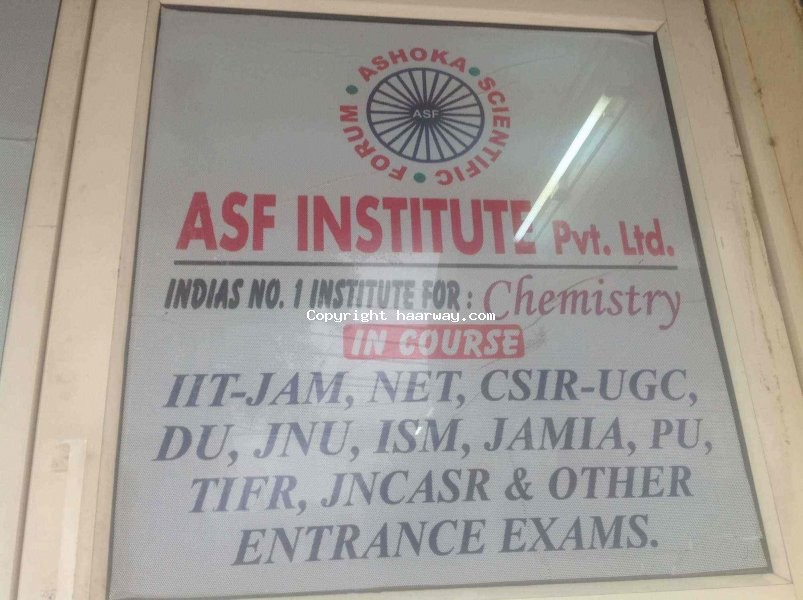 ASHOKA SCIENTIFIC FORUM
ASF
ASF INSTITUTE Pvt. Ltd.
INDIAS NO. 1 INSTITUTE FOR : Chemistry
Copyright haarway.com
IN COURSE
IIT-JAM, NET, CSIR-UGC,
DU, JNU, ISM, JAMIA, PU,
TIFR, JNCASR & OTHER
ENTRANCE EXAMS.